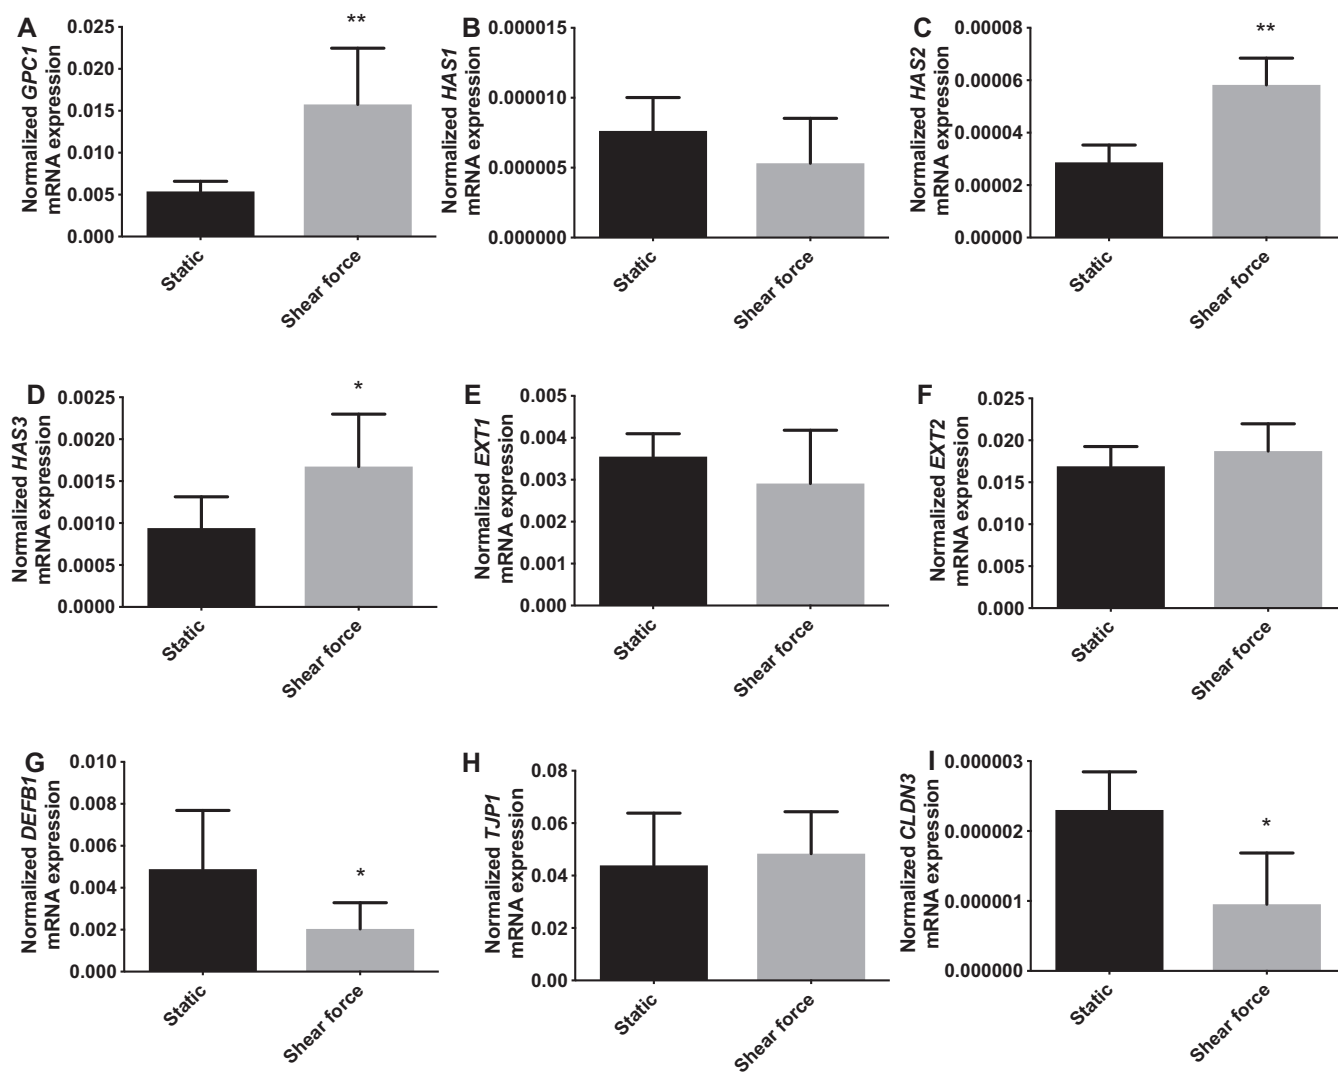 A
Normalized GPC1
mRNA expression
0.025
0.020
0.015
0.010
0.005
0.000
**
Static
Shear force
B
Normalized HAS1
mRNA expression
0.000015
0.000010
0.000005
0.000000
Static
Shear force
C
Normalized HAS2
mRNA expression
0.00008
0.00006
0.00004
0.00002
0.00000
**
Static
Shear force
D
Normalized HAS3
mRNA expression
0.0025
0.0020
0.0015
0.0010
0.0005
0.0000
*
Static
Shear force
E
Normalized EXT1
mRNA expression
0.005
0.004
0.003
0.002
0.001
0.000
Static
Shear force
F
Normalized EXT2
mRNA expression
0.025
0.020
0.015
0.010
0.005
0.000
Static
Shear force
G
Normalized DEFB1
mRNA expression
0.010
0.008
0.006
0.004
0.002
0.000
*
Static
Shear force
H
Normalized TJP1
mRNA expression
0.08
0.06
0.04
0.02
0.00
Static
Shear force
I
Normalized CLDN3
mRNA expression
0.000003
0.000002
0.000001
0.000000
*
Static
Shear force